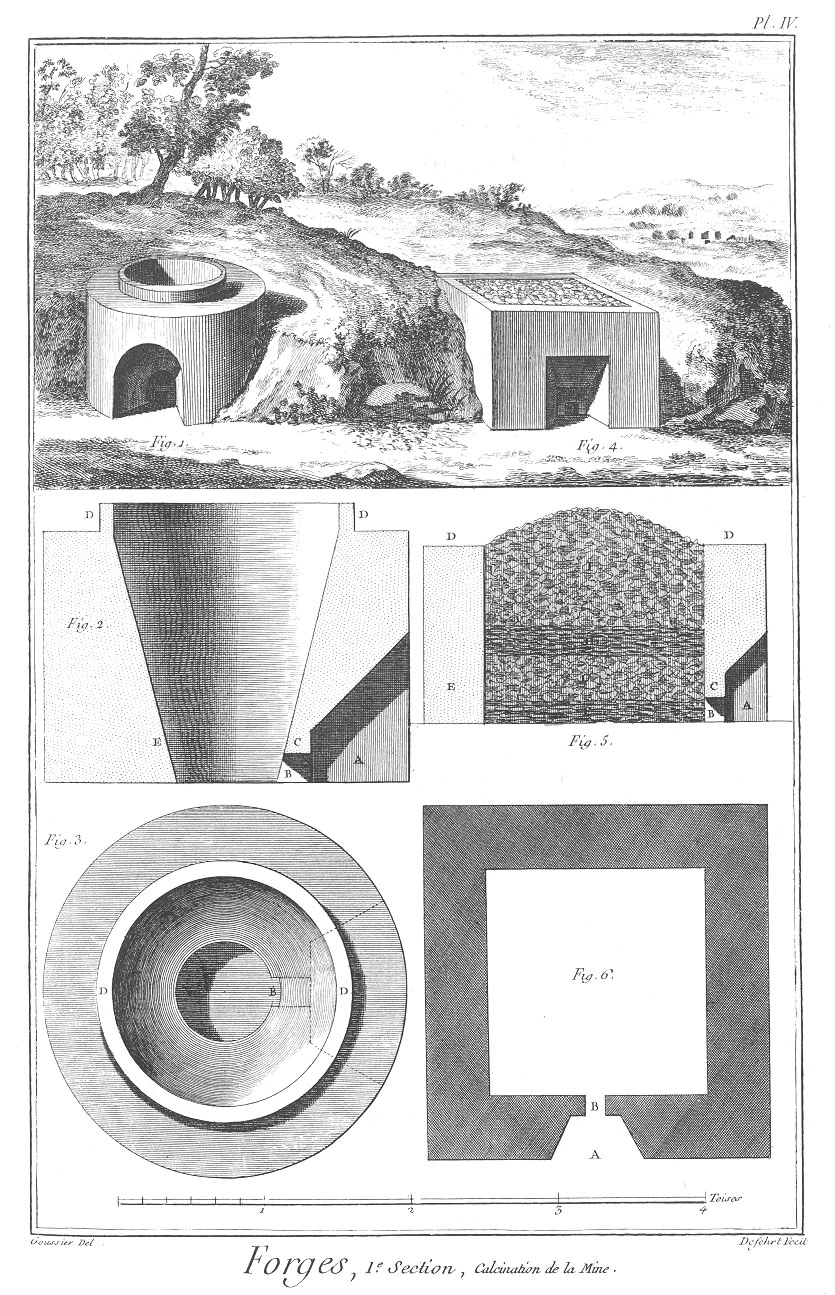 Pl. IV.
Fig. 1.
Fig. 4.
D D
Fig. 2
E C
B A
D D
E C
B A
Fig. 5.
Fig. 3.
D B D
Fig. 6.
B
A
1 2 3 4 Toises
Goussier Del.
Defehrt Fecit
Forges, 1e Section, Calcination de la Mine.